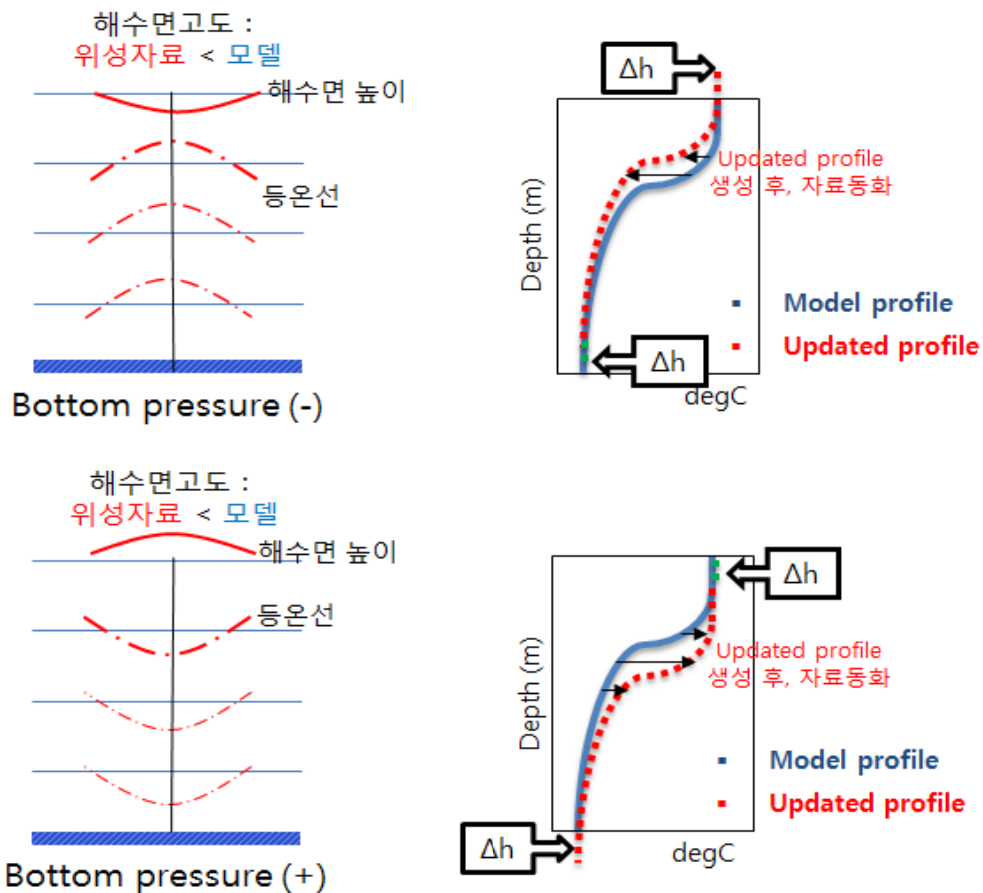 해수면고도 :
위성자료 < 모델
해수면 높이
등온선
Bottom pressure (-)
Δh
Updated profile
생성 후, 자료동화
Depth (m)
Model profile
Updated profile
Δh
degC
해수면고도 :
위성자료 < 모델
해수면 높이
등온선
Bottom pressure (+)
Δh
Updated profile
생성 후, 자료동화
Depth (m)
Model profile
Updated profile
Δh
degC